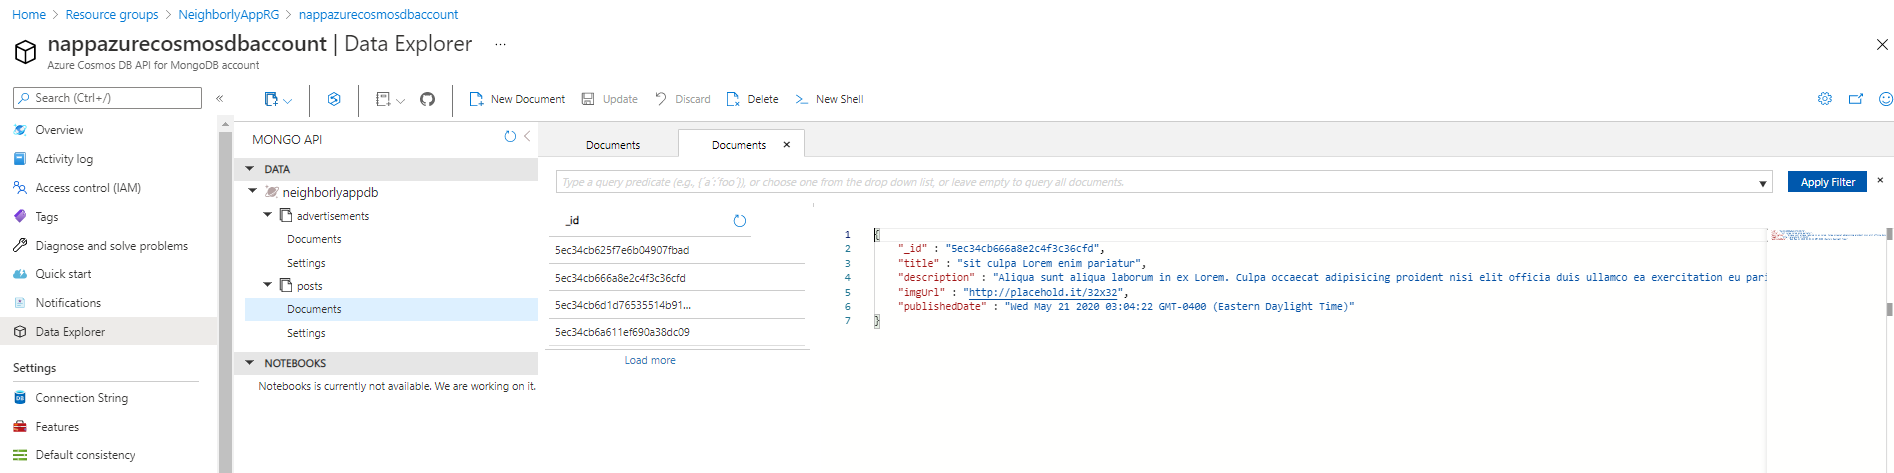 Home > Resource groups > NeighborlyAppRG > nappazurecosmosdbaccount
nappazurecosmosdbaccount | Data Explorer ...
Azure Cosmos DB API for MongoDB account
Search (Ctrl+/)
«
Overview
Activity log
Access control (IAM)
Tags
Diagnose and solve problems
Quick start
Notifications
Data Explorer
Settings
Connection String
Features
Default consistency
New Document
Update
Discard
Delete
New Shell
MONGO API
DATA
neighborlyappdb
advertisements
Documents
Settings
posts
Documents
Settings
NOTEBOOKS
Notebooks is currently not available. We are working on it.
Documents
Documents
Type a query predicate (e.g., {´a´:´foo´}), or choose one from the drop down list, or leave empty to query all documents.
Apply Filter
_id
5ec34cb625f7e6b04907fbad
5ec34cb666a8e2c4f3c36cfd
5ec34cb6d1d76535514b91...
5ec34cb6a611ef690a38dc09
Load more
1 {
2 "_id" : "5ec34cb666a8e2c4f3c36cfd",
3 "title" : "sit culpa Lorem enim pariatur",
4 "description" : "Aliqua sunt aliqua laborum in ex Lorem. Culpa occaecat adipisicing proident nisi elit officia duis ullamco ea exercitation eu pari
5 "imgUrl" : "http://placehold.it/32x32",
6 "publishedDate" : "Wed May 21 2020 03:04:22 GMT-0400 (Eastern Daylight Time)"
7 }